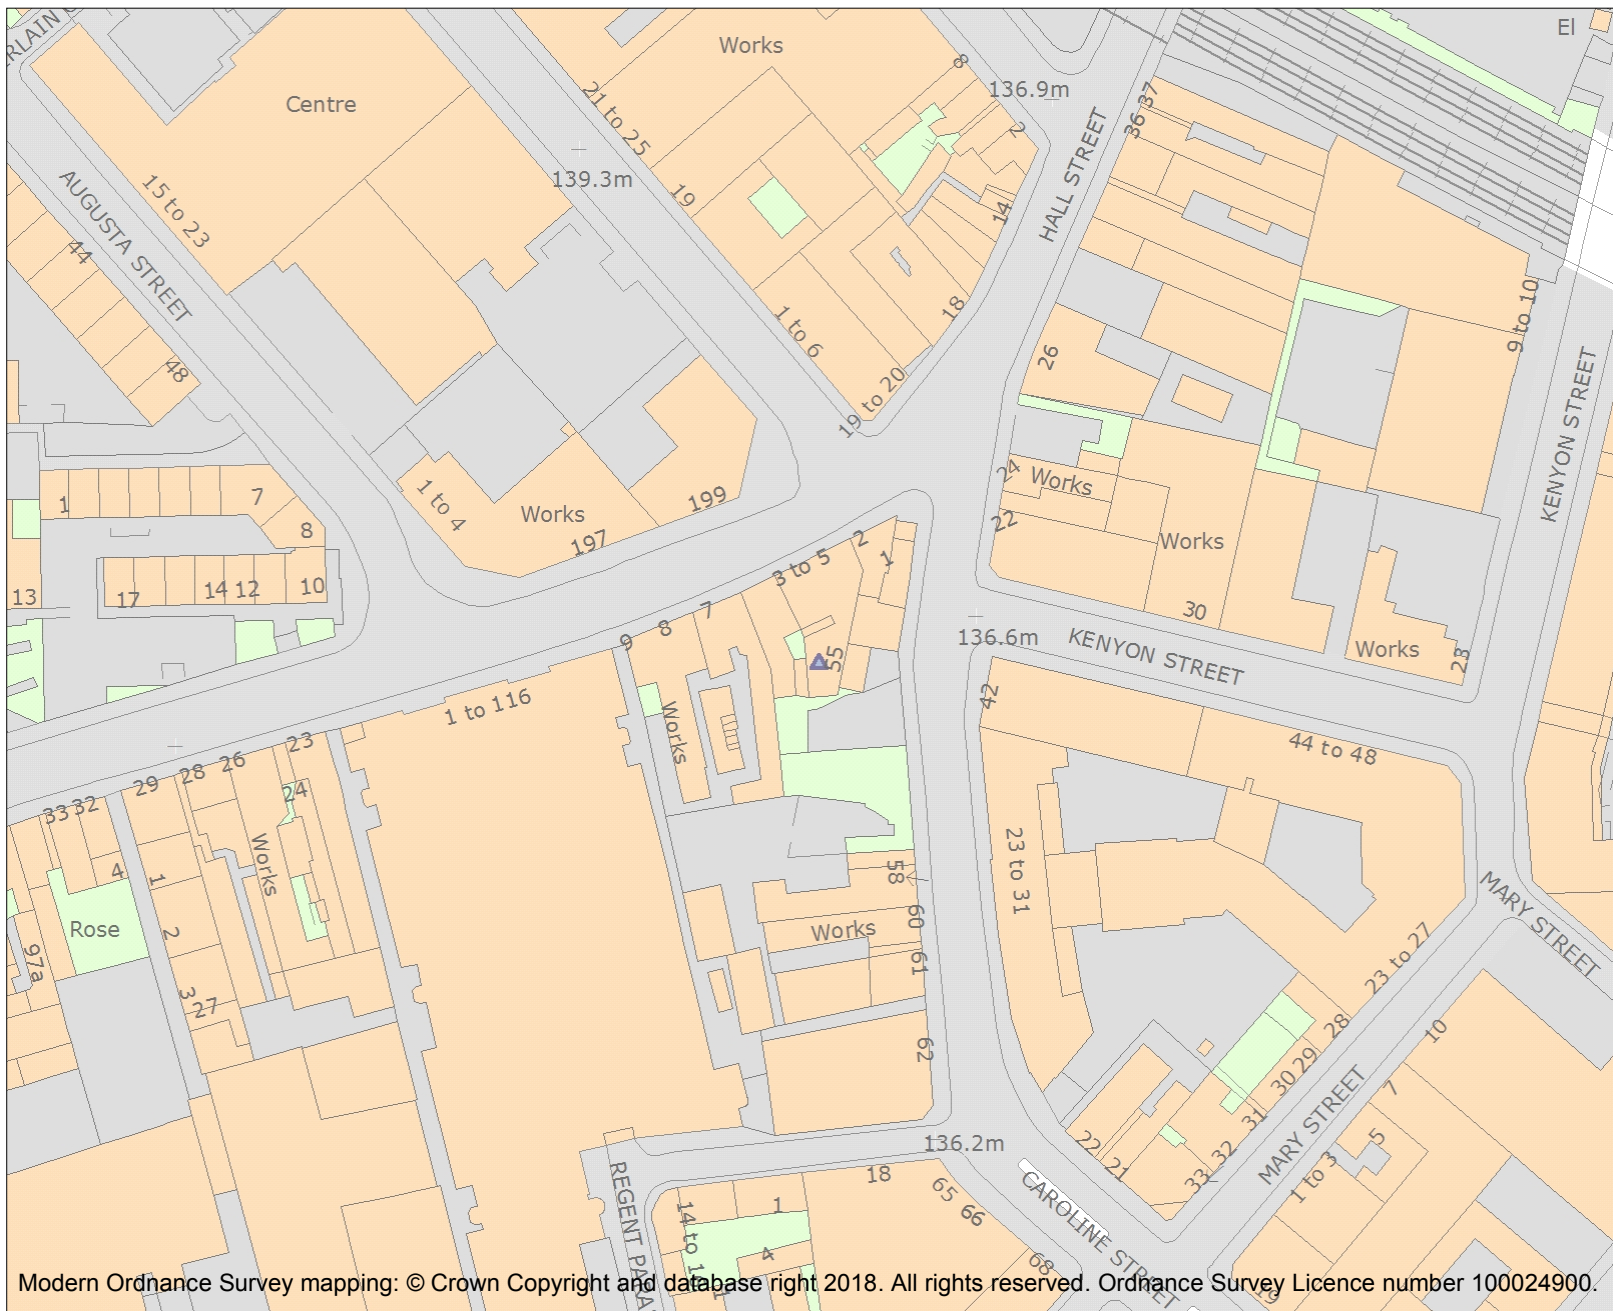 ERLAIN
Works
El
Centre
8
136.9m
21 to 25
2
36 37
HALL STREET
139.3m
19
14
AUGUSTA STREET
15 to 23
44
18
9 to 10
1 to 6
26
KENYON STREET
48
19 to 20
24
Works
1
7
1 to 4
199
Works
197
22
Works
8
2
3 to 5
1
13
17
14
12
10
30
7
8
9
136.6m
KENYON STREET
Works
23
55
42
1 to 116
Works
44 to 48
23
26
28
29
24
33
32
Works
23 to 31
4
1
58
MARY STREET
Rose
2
60
Works
97a
61
23 to 27
3
27
62
28
10
29
30
MARY STREET
7
31
5
136.2m
22
32
21
33
1 to 3
18
65
66
CAROLINE STREET
REGENT PARA
14 to 1
1
4
68
19
Modern Ordnance Survey mapping: © Crown Copyright and database right 2018. All rights reserved. Ordnance Survey Licence number 100024900.